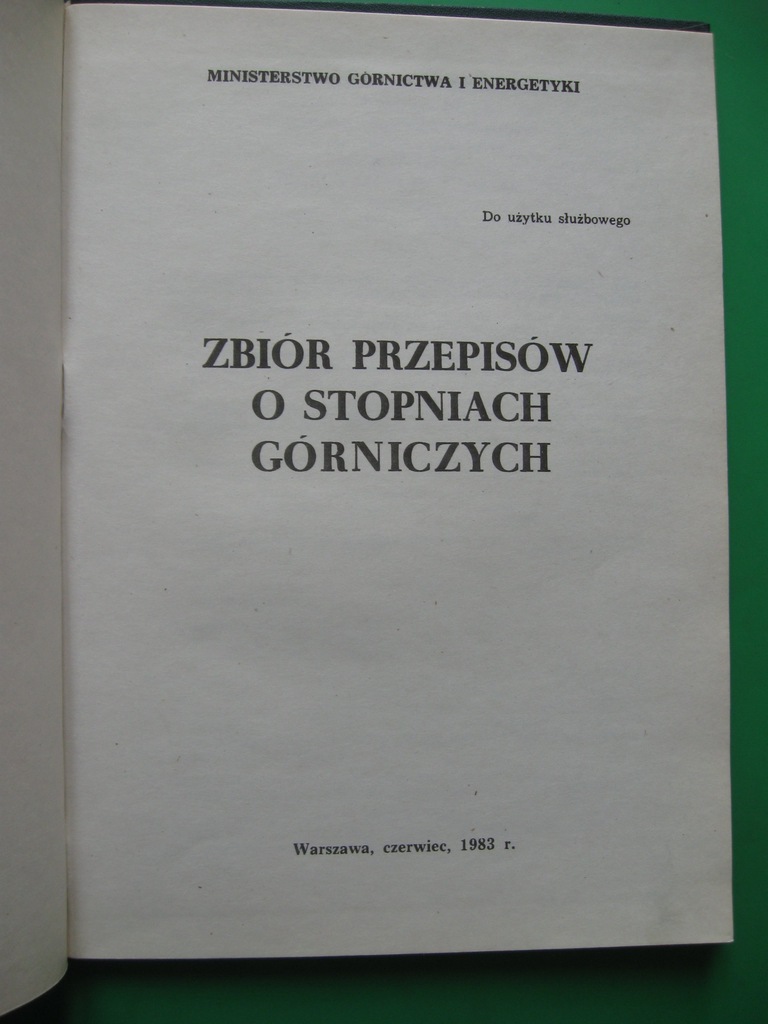 MINISTERSTWO GÓRNICTWA I ENERGETYKI
Do użytku służbowego
ZBIÓR PRZEPISÓW
O STOPNIACH
GÓRNICZYCH
Warszawa, czerwiec, 1983 r.